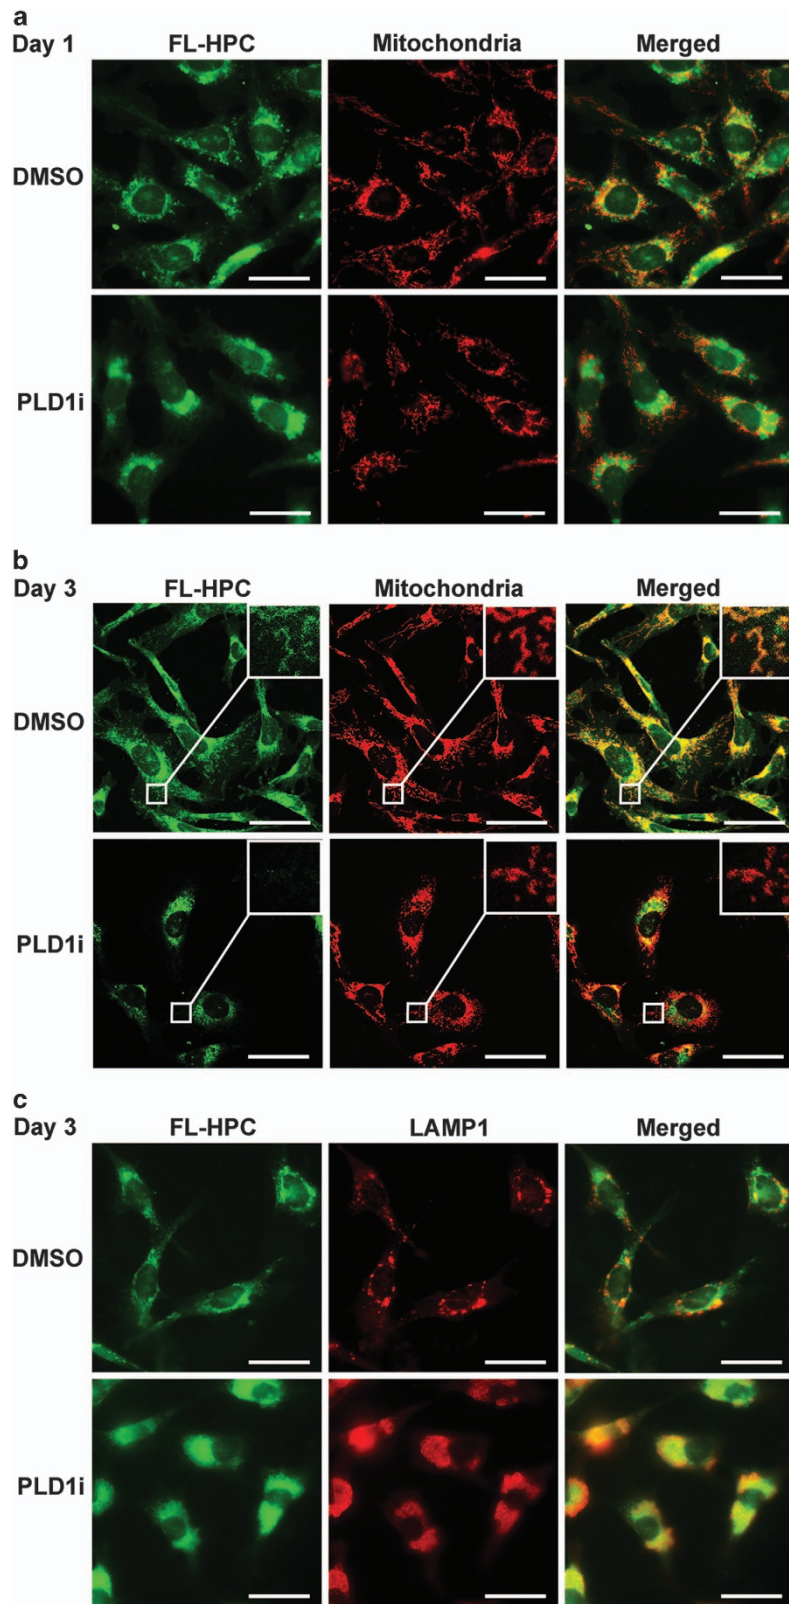 a
Day 1 FL-HPC Mitochondria Merged
DMSO
PLD1i
b
Day 3 FL-HPC Mitochondria Merged
DMSO
PLD1i
c
Day 3 FL-HPC LAMP1 Merged
DMSO
PLD1i